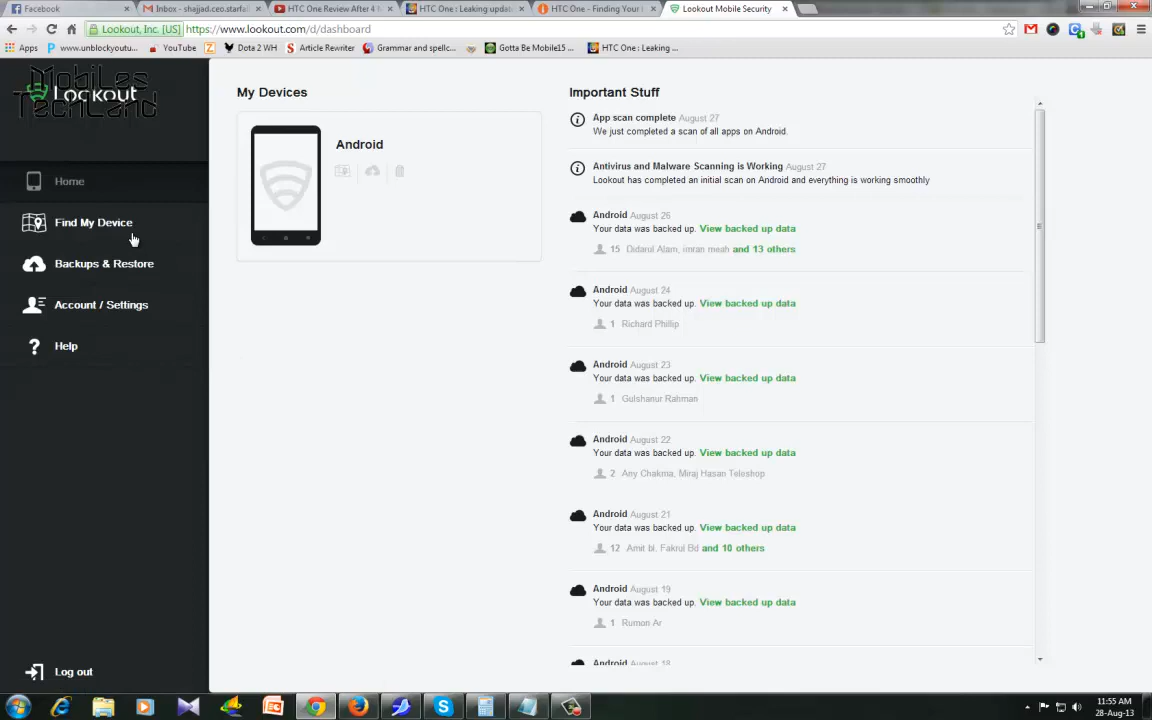 Facebook
Inbox - shajjad.ceo.starfal
HTC One Review After 4
HTC One : Leaking update
HTC One - Finding Your
Lookout Mobile Security
Lookout, Inc. [US]
https://www.lookout.com/d/dashboard
Apps
www.unblockyoutu...
YouTube
Dota 2 WH
Article Rewriter
Grammar and spellc...
Gotta Be Mobile15 ...
HTC One : Leaking ...
Mobiles
TechLand
Lookout
Home
Find My Device
Backups & Restore
Account / Settings
Help
Log out
My Devices
Android
Important Stuff
App scan complete August 27
We just completed a scan of all apps on Android.
Antivirus and Malware Scanning is Working August 27
Lookout has completed an initial scan on Android and everything is working smoothly
Android August 26
Your data was backed up. View backed up data
15 Didarul Alam, imran meah and 13 others
Android August 24
Your data was backed up. View backed up data
1 Richard Phillip
Android August 23
Your data was backed up. View backed up data
1 Gulshanur Rahman
Android August 22
Your data was backed up. View backed up data
2 Any Chakma, Miraj Hasan Teleshop
Android August 21
Your data was backed up. View backed up data
12 Amit bl, Fakrul Bd and 10 others
Android August 19
Your data was backed up. View backed up data
1 Ruman Ar
Android August 18
11:55 AM
28-Aug-13